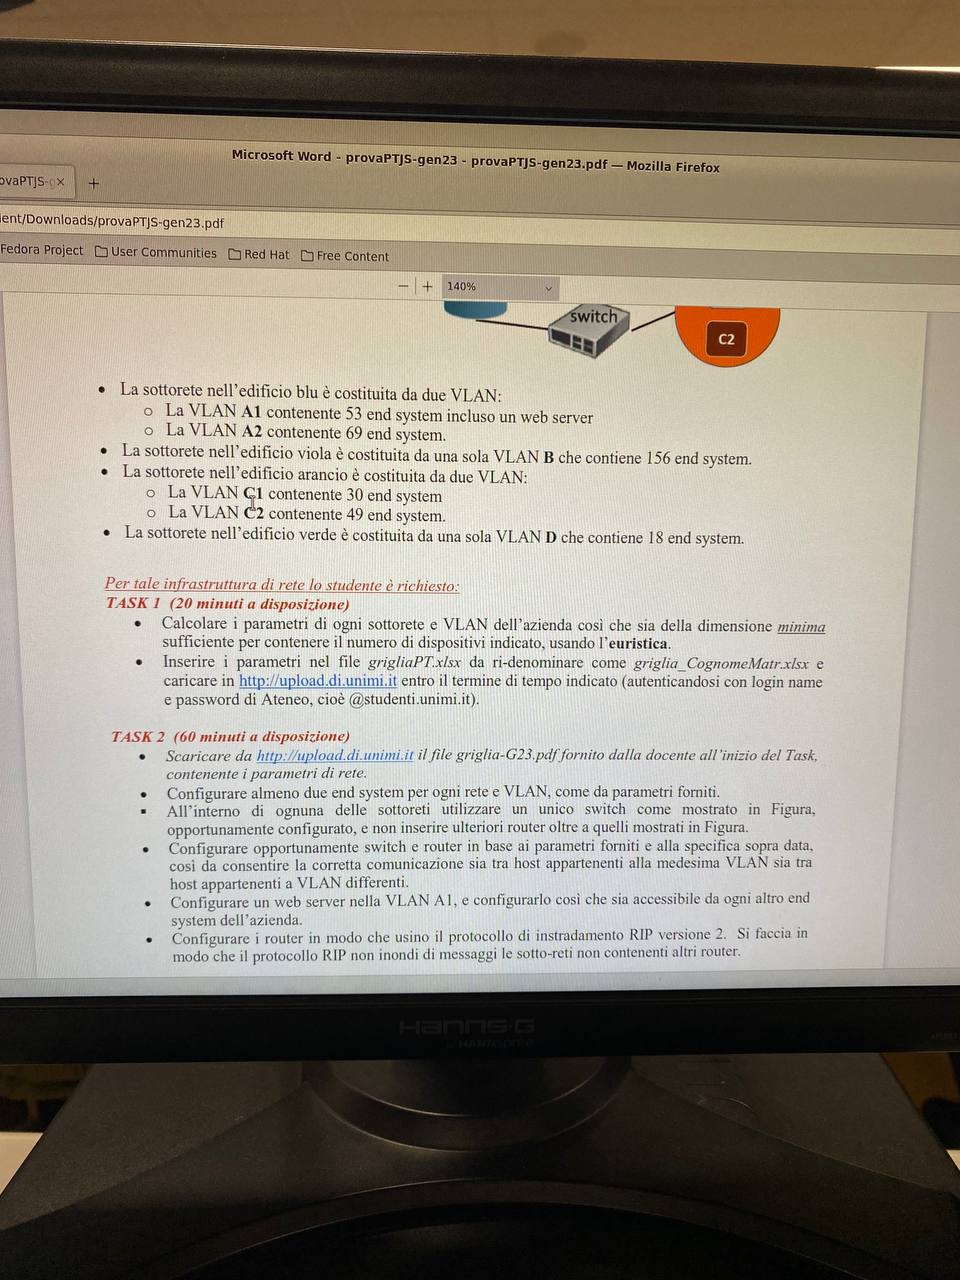 Microsoft Word - provaPTJS-gen23 - provaPTJS-gen23.pdf — Mozilla Firefox
ovaPTJS-g × +
ent/Downloads/provaPTJS-gen23.pdf
Fedora Project User Communities Red Hat Free Content
— + 140%
switch
C2
• La sottorete nell'edificio blu è costituita da due VLAN:
o La VLAN A1 contenente 53 end system incluso un web server
o La VLAN A2 contenente 69 end system.
• La sottorete nell'edificio viola è costituita da una sola VLAN B che contiene 156 end system.
• La sottorete nell'edificio arancio è costituita da due VLAN:
o La VLAN C1 contenente 30 end system
o La VLAN C2 contenente 49 end system.
• La sottorete nell'edificio verde è costituita da una sola VLAN D che contiene 18 end system.
Per tale infrastruttura di rete lo studente è richiesto:
TASK 1 (20 minuti a disposizione)
• Calcolare i parametri di ogni sottorete e VLAN dell'azienda così che sia della dimensione minima
sufficiente per contenere il numero di dispositivi indicato, usando l'euristica.
• Inserire i parametri nel file grigliaPT.xlsx da ri-denominare come griglia_CognomeMatr.xlsx e
caricare in http://upload.di.unimi.it entro il termine di tempo indicato (autenticandosi con login name
e password di Ateneo, cioè @studenti.unimi.it).
TASK 2 (60 minuti a disposizione)
• Scaricare da http://upload.di.unimi.it il file griglia-G23.pdf fornito dalla docente all'inizio del Task,
contenente i parametri di rete.
• Configurare almeno due end system per ogni rete e VLAN, come da parametri forniti.
▪ All'interno di ognuna delle sottoreti utilizzare un unico switch come mostrato in Figura,
opportunamente configurato, e non inserire ulteriori router oltre a quelli mostrati in Figura.
• Configurare opportunamente switch e router in base ai parametri forniti e alla specifica sopra data,
così da consentire la corretta comunicazione sia tra host appartenenti alla medesima VLAN sia tra
host appartenenti a VLAN differenti.
• Configurare un web server nella VLAN A1, e configurarlo così che sia accessibile da ogni altro end
system dell'azienda.
• Configurare i router in modo che usino il protocollo di instradamento RIP versione 2. Si faccia in
modo che il protocollo RIP non inondi di messaggi le sotto-reti non contenenti altri router.
HANNS·G